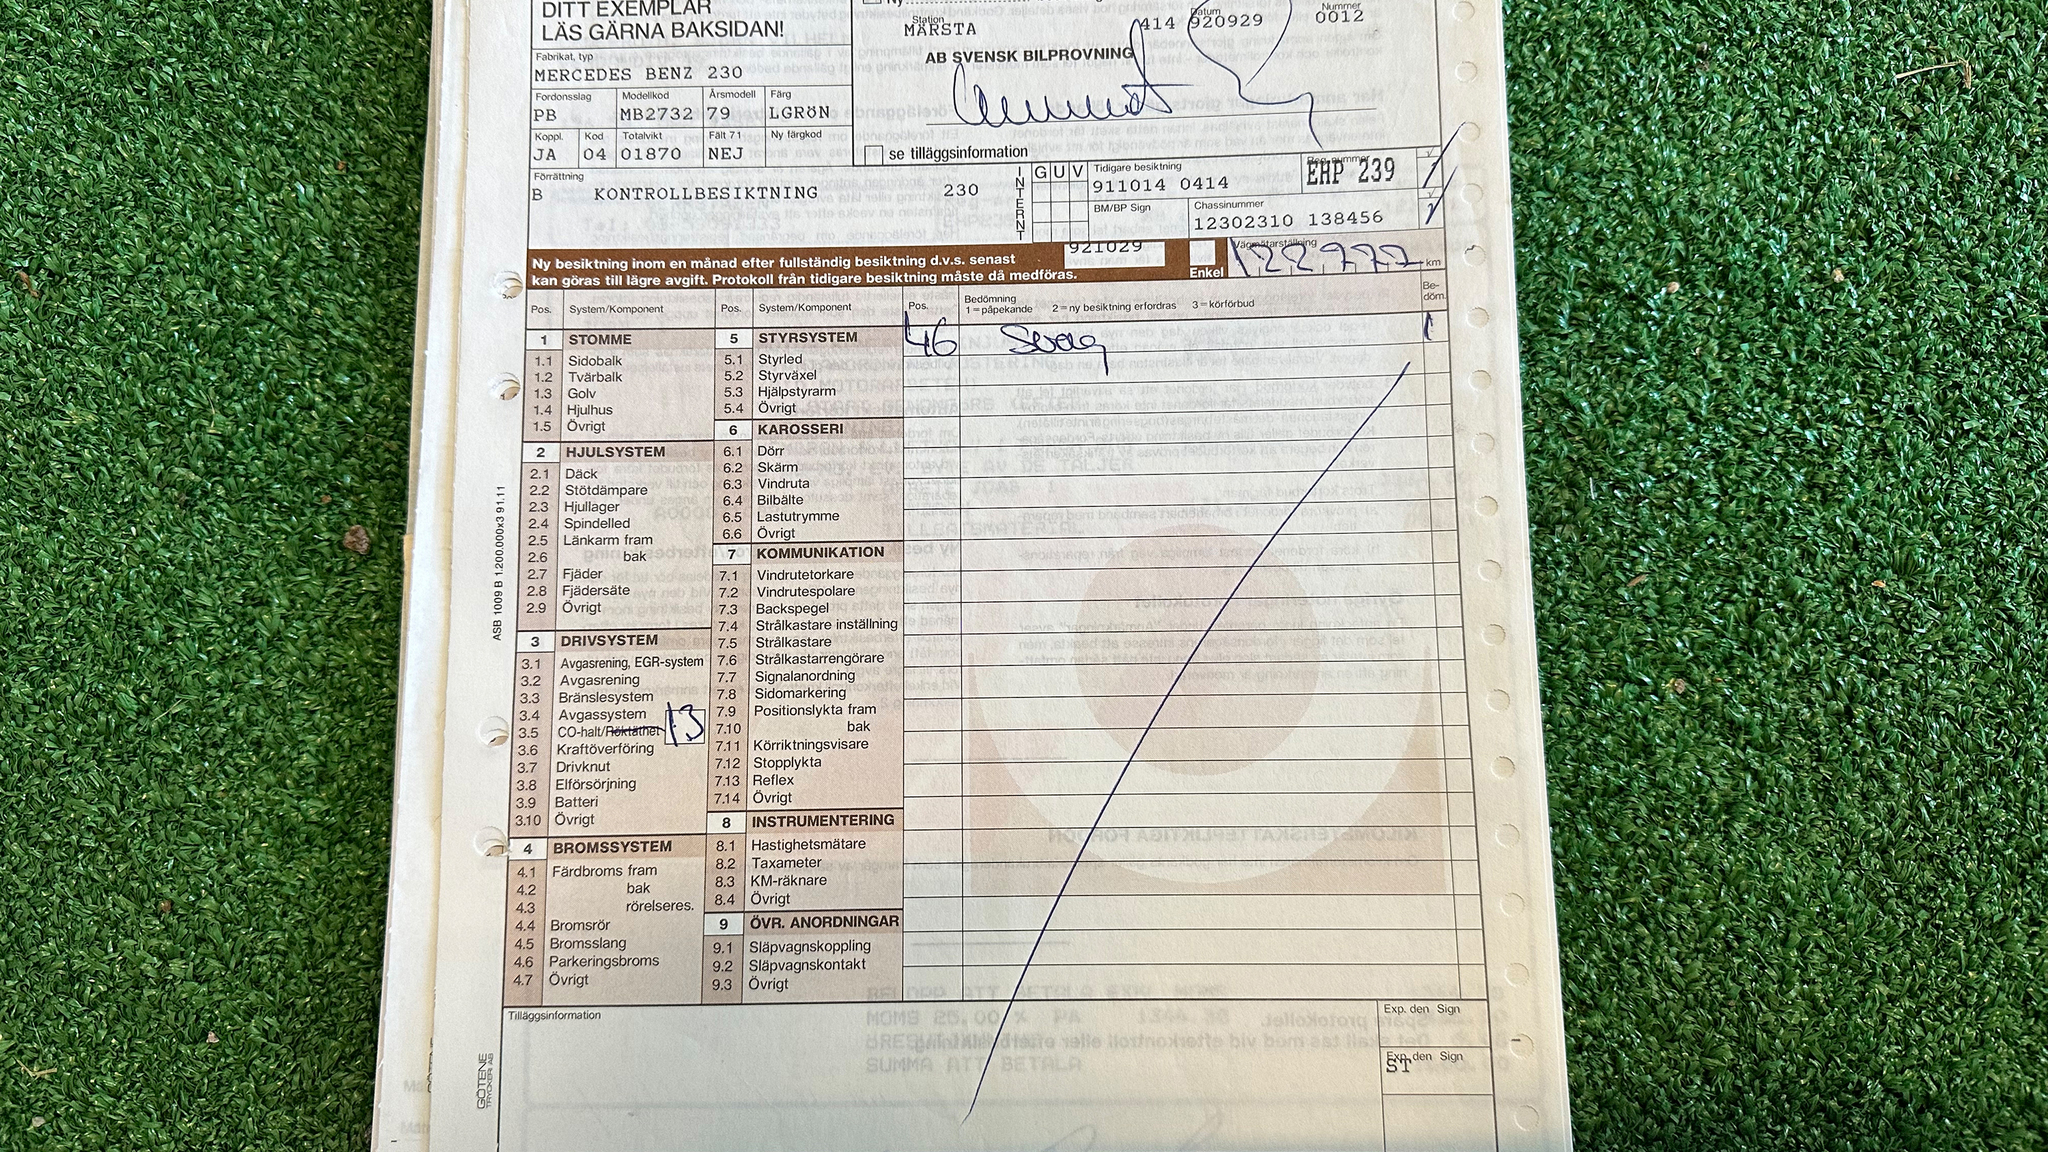 DITT EXEMPLAR
LÄS GÄRNA BAKSIDAN!
Station Datum Nummer
MÄRSTA 414 920929 0012
AB SVENSK BILPROVNING
Fabrikat, typ
MERCEDES BENZ 230
Fordonsslag Modellkod Årsmodell Färg
PB MB2732 79 LGRÖN
Koppl. Kod Totalvikt Fält 71 Ny färgkod
JA 04 01870 NEJ
se tilläggsinformation
Förrättning
B KONTROLLBESIKTNING 230
INTERNT
G U V
Tidigare besiktning
911014 0414
Reg.nummer
EHP 239
BM/BP Sign
Chassinummer
12302310 138456
Ny besiktning inom en månad efter fullständig besiktning d.v.s. senast 921029
kan göras till lägre avgift. Protokoll från tidigare besiktning måste då medföras.
Enkel
Vägmätarställning
122777 km
Pos. System/Komponent Pos. System/Komponent Pos.
Bedömning
1=påpekande 2=ny besiktning erfordras 3=körförbud
Be-
döm.
46 Svag 1
1 STOMME
1.1 Sidobalk
1.2 Tvärbalk
1.3 Golv
1.4 Hjulhus
1.5 Övrigt
2 HJULSYSTEM
2.1 Däck
2.2 Stötdämpare
2.3 Hjullager
2.4 Spindelled
2.5 Länkarm fram
2.6 bak
2.7 Fjäder
2.8 Fjädersäte
2.9 Övrigt
3 DRIVSYSTEM
3.1 Avgasrening, EGR-system
3.2 Avgasrening
3.3 Bränslesystem
3.4 Avgassystem
3.5 CO-halt/Röktäthet 13
3.6 Kraftöverföring
3.7 Drivknut
3.8 Elförsörjning
3.9 Batteri
3.10 Övrigt
4 BROMSSYSTEM
4.1 Färdbroms fram
4.2 bak
4.3 rörelseres.
4.4 Bromsrör
4.5 Bromsslang
4.6 Parkeringsbroms
4.7 Övrigt
5 STYRSYSTEM
5.1 Styrled
5.2 Styrväxel
5.3 Hjälpstyrarm
5.4 Övrigt
6 KAROSSERI
6.1 Dörr
6.2 Skärm
6.3 Vindruta
6.4 Bilbälte
6.5 Lastutrymme
6.6 Övrigt
7 KOMMUNIKATION
7.1 Vindrutetorkare
7.2 Vindrutespolare
7.3 Backspegel
7.4 Strålkastare inställning
7.5 Strålkastare
7.6 Strålkastarrengörare
7.7 Signalanordning
7.8 Sidomarkering
7.9 Positionslykta fram
7.10 bak
7.11 Körriktningsvisare
7.12 Stopplykta
7.13 Reflex
7.14 Övrigt
8 INSTRUMENTERING
8.1 Hastighetsmätare
8.2 Taxameter
8.3 KM-räknare
8.4 Övrigt
9 ÖVR. ANORDNINGAR
9.1 Släpvagnskoppling
9.2 Släpvagnskontakt
9.3 Övrigt
Tilläggsinformation
Exp. den Sign
Exp. den Sign
ST
ASB 1009 B 1.200.000x3 91.11
GÖTENE
TRYCKERI AB